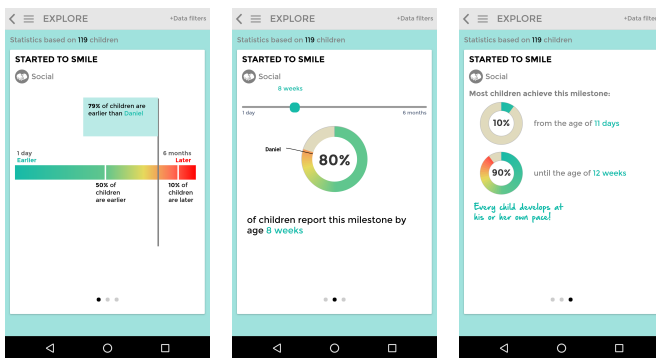 EXPLORE
+Data filters
Statistics based on 119 children
STARTED TO SMILE
Social
79% of children are
earlier than Daniel
1 day
Earlier
6 months
Later
50% of
children
are earlier
10% of
children
are later
EXPLORE
+Data filters
Statistics based on 119 children
STARTED TO SMILE
Social
8 weeks
1 day
6 months
Daniel
80%
of children report this milestone by
age 8 weeks
EXPLORE
+Data filters
Statistics based on 119 children
STARTED TO SMILE
Social
Most children achieve this milestone:
10%
from the age of 11 days
90%
until the age of 12 weeks
Every child develops at
his or her own pace!